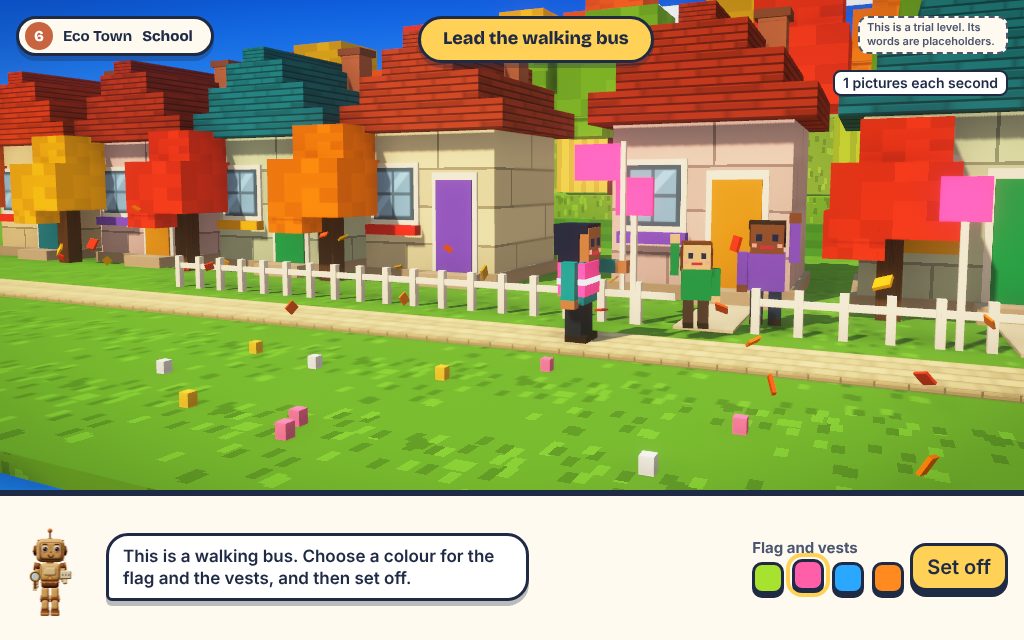 6 Eco Town School
Lead the walking bus
This is a trial level. Its
words are placeholders.
1 pictures each second
This is a walking bus. Choose a colour for the
flag and the vests, and then set off.
Flag and vests
Set off